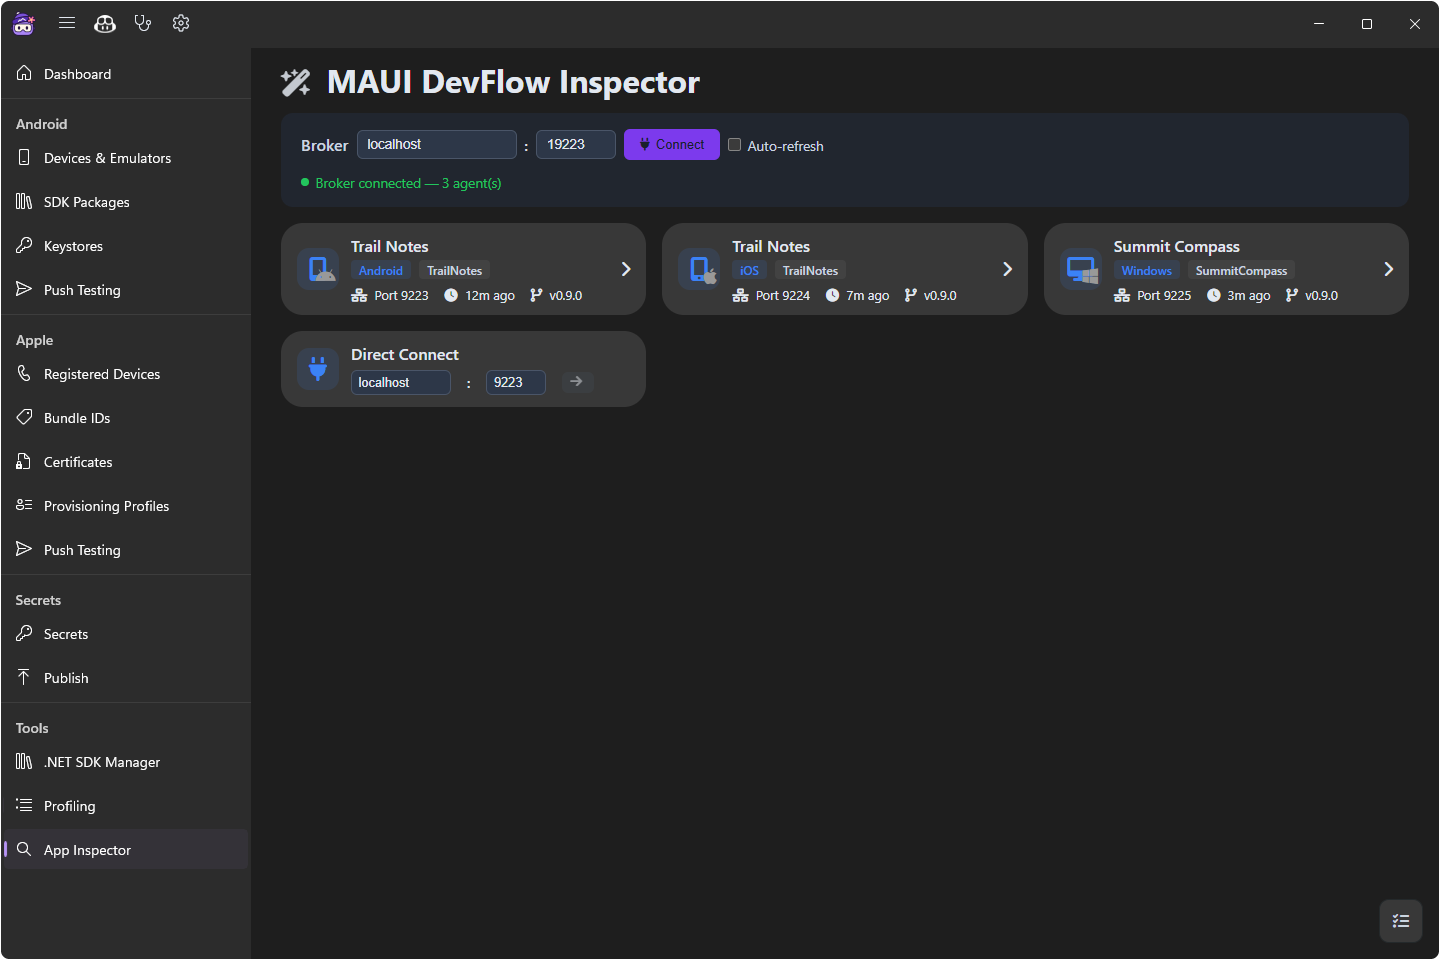 Dashboard
Android
Devices & Emulators
SDK Packages
Keystores
Push Testing
Apple
Registered Devices
Bundle IDs
Certificates
Provisioning Profiles
Push Testing
Secrets
Secrets
Publish
Tools
.NET SDK Manager
Profiling
App Inspector
MAUI DevFlow Inspector
Broker localhost : 19223 Connect Auto-refresh
Broker connected — 3 agent(s)
Trail Notes
Android TrailNotes
Port 9223 12m ago v0.9.0
Trail Notes
iOS TrailNotes
Port 9224 7m ago v0.9.0
Summit Compass
Windows SummitCompass
Port 9225 3m ago v0.9.0
Direct Connect
localhost : 9223